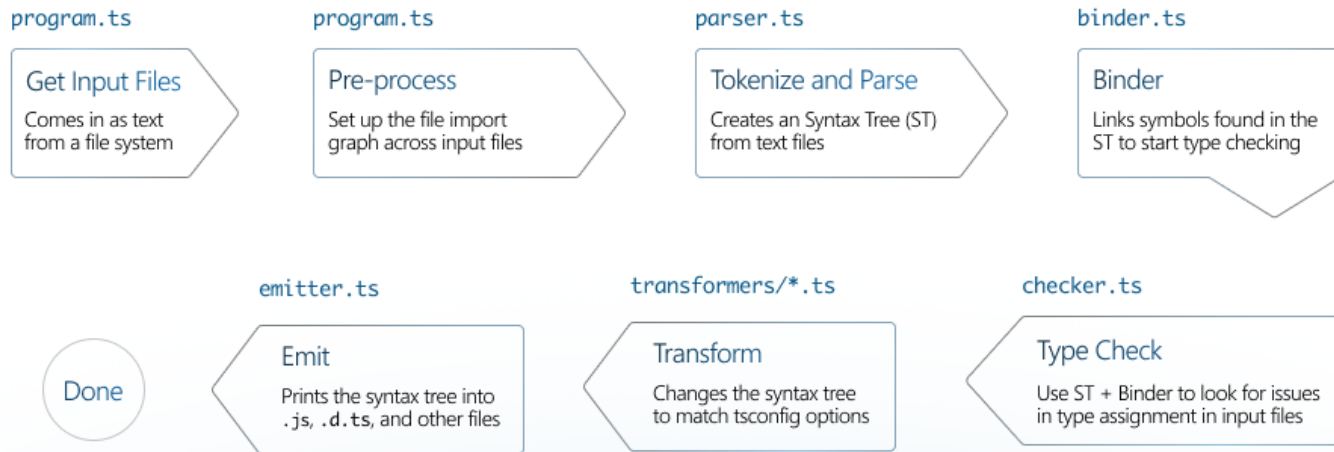 program.ts
program.ts
parser.ts
binder.ts
Get Input Files
Comes in as text
from a file system
Pre-process
Set up the file import
graph across input files
Tokenize and Parse
Creates an Syntax Tree (ST)
from text files
Binder
Links symbols found in the
ST to start type checking
checker.ts
Type Check
Use ST + Binder to look for issues
in type assignment in input files
transformers/*.ts
Transform
Changes the syntax tree
to match tsconfig options
emitter.ts
Emit
Prints the syntax tree into
.js, .d.ts, and other files
Done